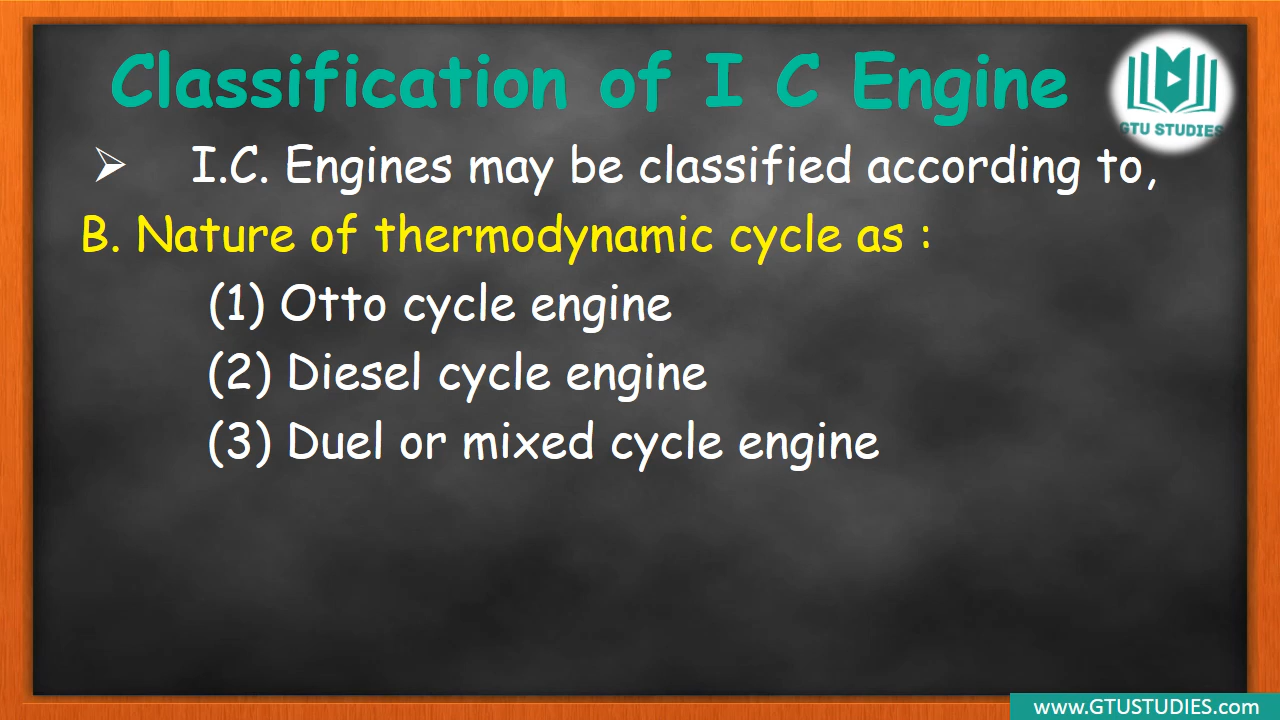 Classification of I C Engine
GTU STUDIES
➢ I.C. Engines may be classified according to,
B. Nature of thermodynamic cycle as :
(1) Otto cycle engine
(2) Diesel cycle engine
(3) Duel or mixed cycle engine
www.GTUSTUDIES.com